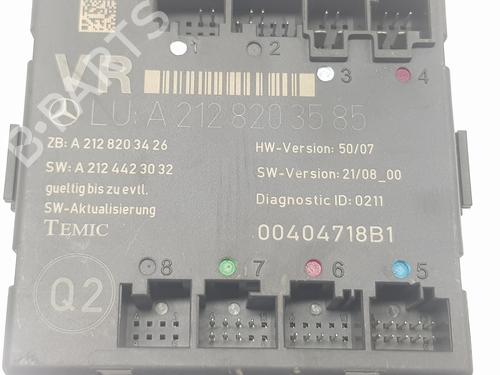 1 2 3 4
VR
LU: A 212 820 35 85
ZB: A 212 820 34 26
SW: A 212 442 30 32
gueltig bis zu evtl.
SW-Aktualisierung
TEMIC
HW-Version: 50/07
SW-Version: 21/08_00
Diagnostic ID: 0211
00404718B1
Q2
8 7 6 5
B-PARTS